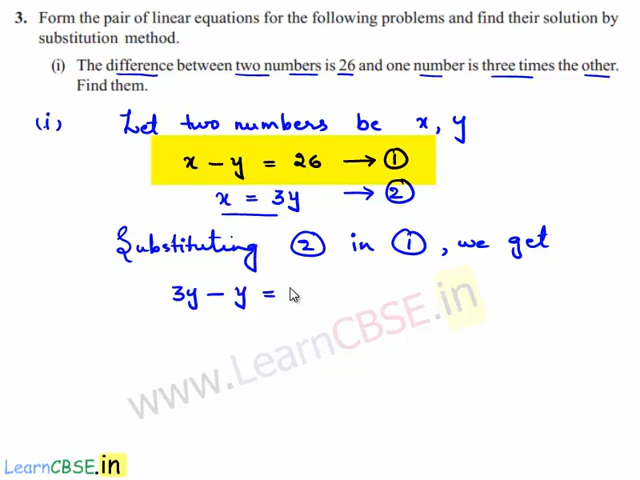 3. Form the pair of linear equations for the following problems and find their solution by
substitution method.
(i) The difference between two numbers is 26 and one number is three times the other.
Find them.
(i) Let two numbers be x, y
x - y = 26 → ①
x = 3y → ②
Substituting ② in ①, we get
3y - y =
www.LearnCBSE.in
LearnCBSE.in